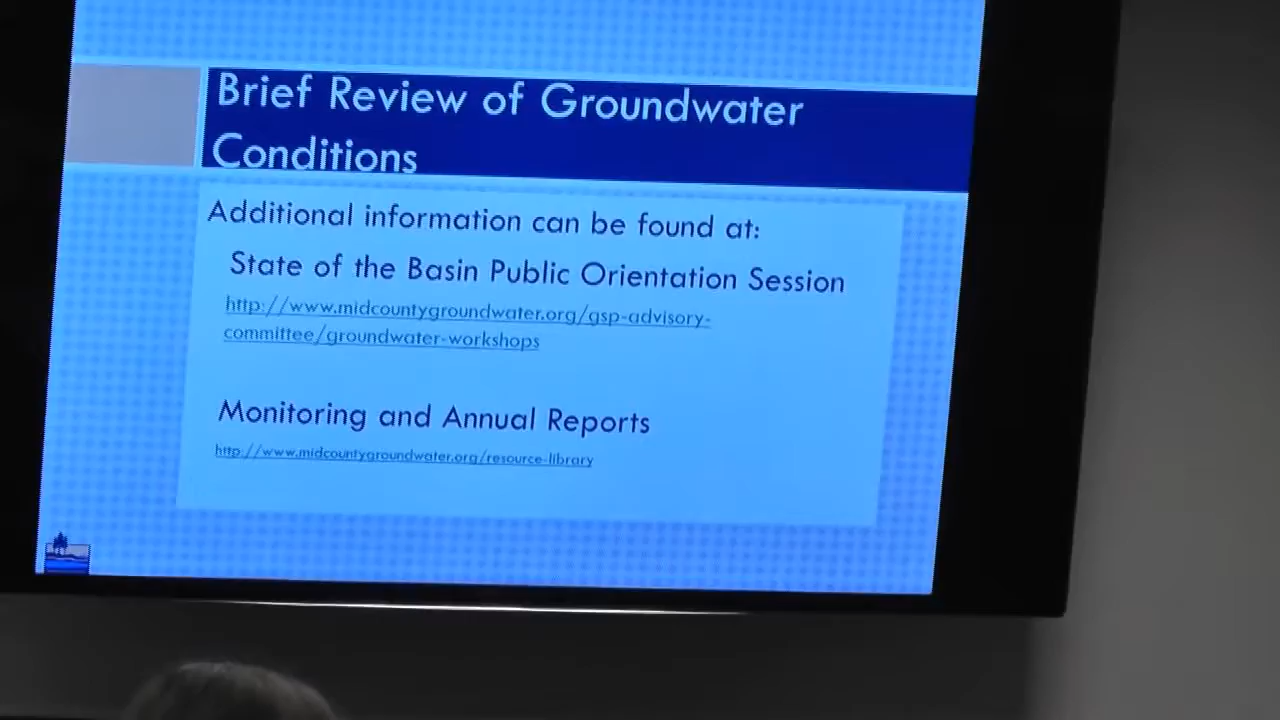 Brief Review of Groundwater
Conditions
Additional information can be found at:
State of the Basin Public Orientation Session
http://www.midcountygroundwater.org/gsp-advisory-
committee/groundwater-workshops
Monitoring and Annual Reports
http://www.midcountygroundwater.org/resource-library